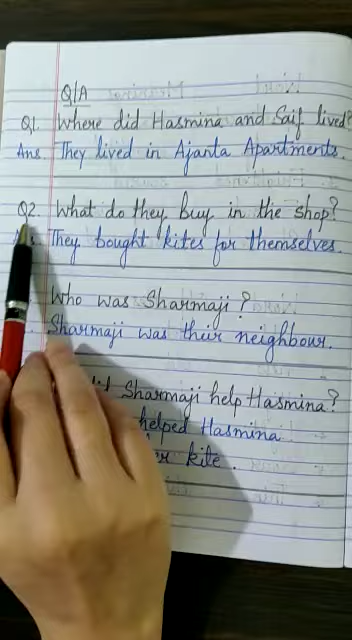 Q/A
Q1. Where did Hasmina and Saif lived?
Ans. They lived in Ajanta Apartments.
Q2. What do they buy in the shop?
They bought kites for themselves.
Who was Sharmaji?
Sharmaji was their neighbour.
Sharmaji help Hasmina?
helped Hasmina
kite.